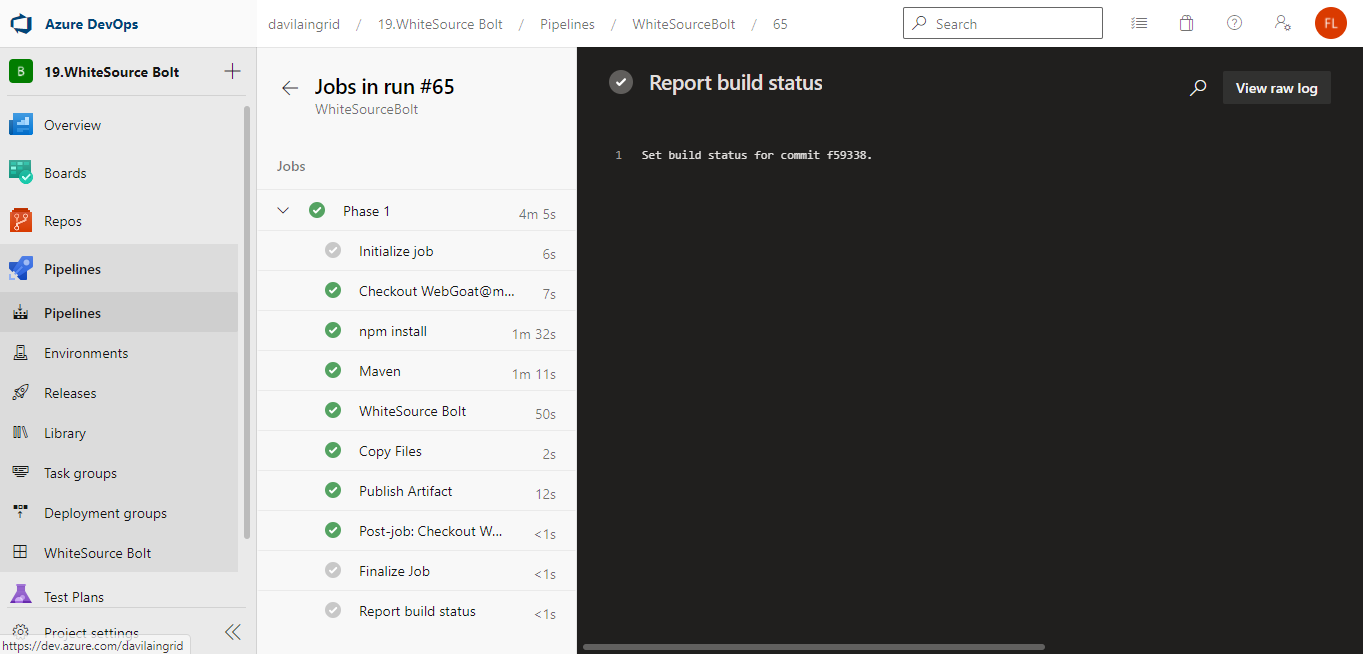 Azure DevOps
davilaingrid / 19.WhiteSource Bolt / Pipelines / WhiteSourceBolt / 65
Search
FL
B 19.WhiteSource Bolt
Overview
Boards
Repos
Pipelines
Pipelines
Environments
Releases
Library
Task groups
Deployment groups
WhiteSource Bolt
Test Plans
Project settings
https://dev.azure.com/davilaingrid
Jobs in run #65
WhiteSourceBolt
Jobs
Phase 1 4m 5s
Initialize job 6s
Checkout WebGoat@m... 7s
npm install 1m 32s
Maven 1m 11s
WhiteSource Bolt 50s
Copy Files 2s
Publish Artifact 12s
Post-job: Checkout W... <1s
Finalize Job <1s
Report build status <1s
Report build status
View raw log
1 Set build status for commit f59338.